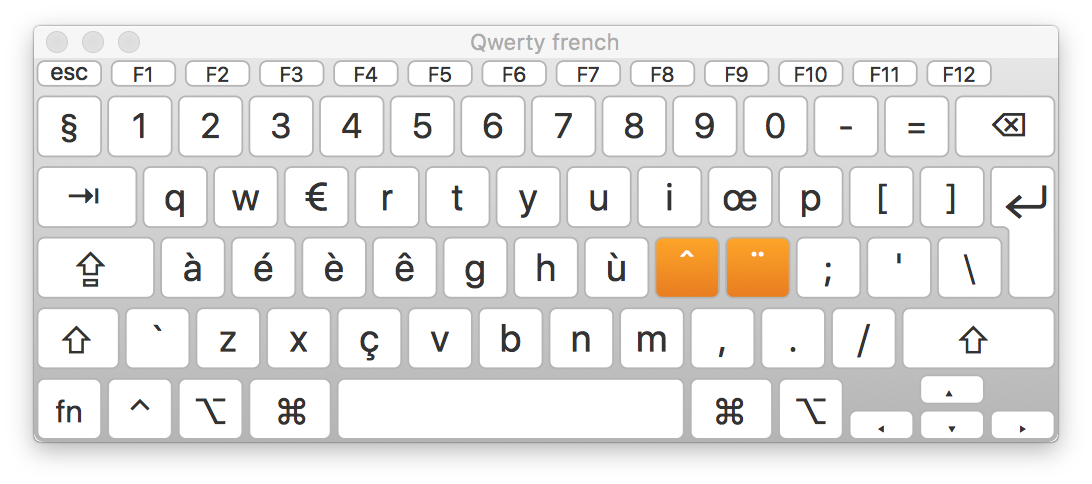 Qwerty french
esc F1 F2 F3 F4 F5 F6 F7 F8 F9 F10 F11 F12
§ 1 2 3 4 5 6 7 8 9 0 - = ⌫
⇥ q w € r t y u i œ p [ ] ↵
⇪ à é è ê g h ù ˆ ¨ ; ' \
⇧ ` z x ç v b n m , . / ⇧
fn ^ ⌥ ⌘ ⌘ ⌥ ◂ ▴ ▾ ▸